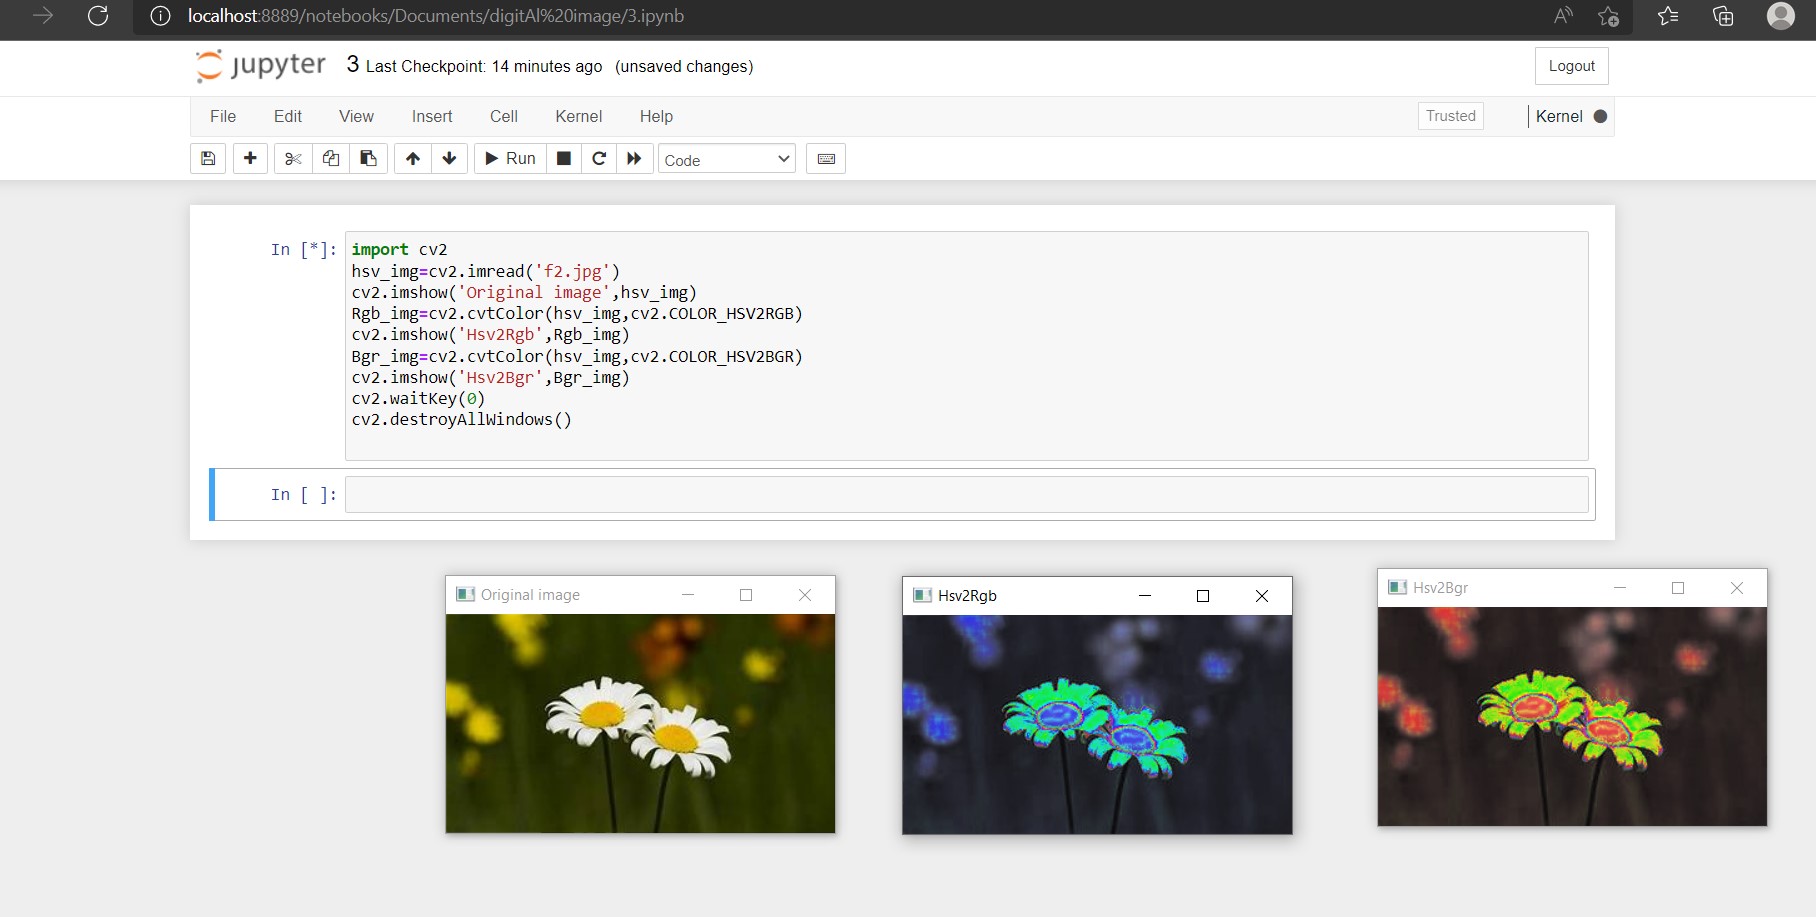 localhost:8889/notebooks/Documents/digitAl%20image/3.ipynb
jupyter 3 Last Checkpoint: 14 minutes ago (unsaved changes)
Logout
File Edit View Insert Cell Kernel Help
Trusted
Kernel
Run
Code
In [*]:
import cv2
hsv_img=cv2.imread('f2.jpg')
cv2.imshow('Original image',hsv_img)
Rgb_img=cv2.cvtColor(hsv_img,cv2.COLOR_HSV2RGB)
cv2.imshow('Hsv2Rgb',Rgb_img)
Bgr_img=cv2.cvtColor(hsv_img,cv2.COLOR_HSV2BGR)
cv2.imshow('Hsv2Bgr',Bgr_img)
cv2.waitKey(0)
cv2.destroyAllWindows()
In [ ]:
Original image
Hsv2Rgb
Hsv2Bgr